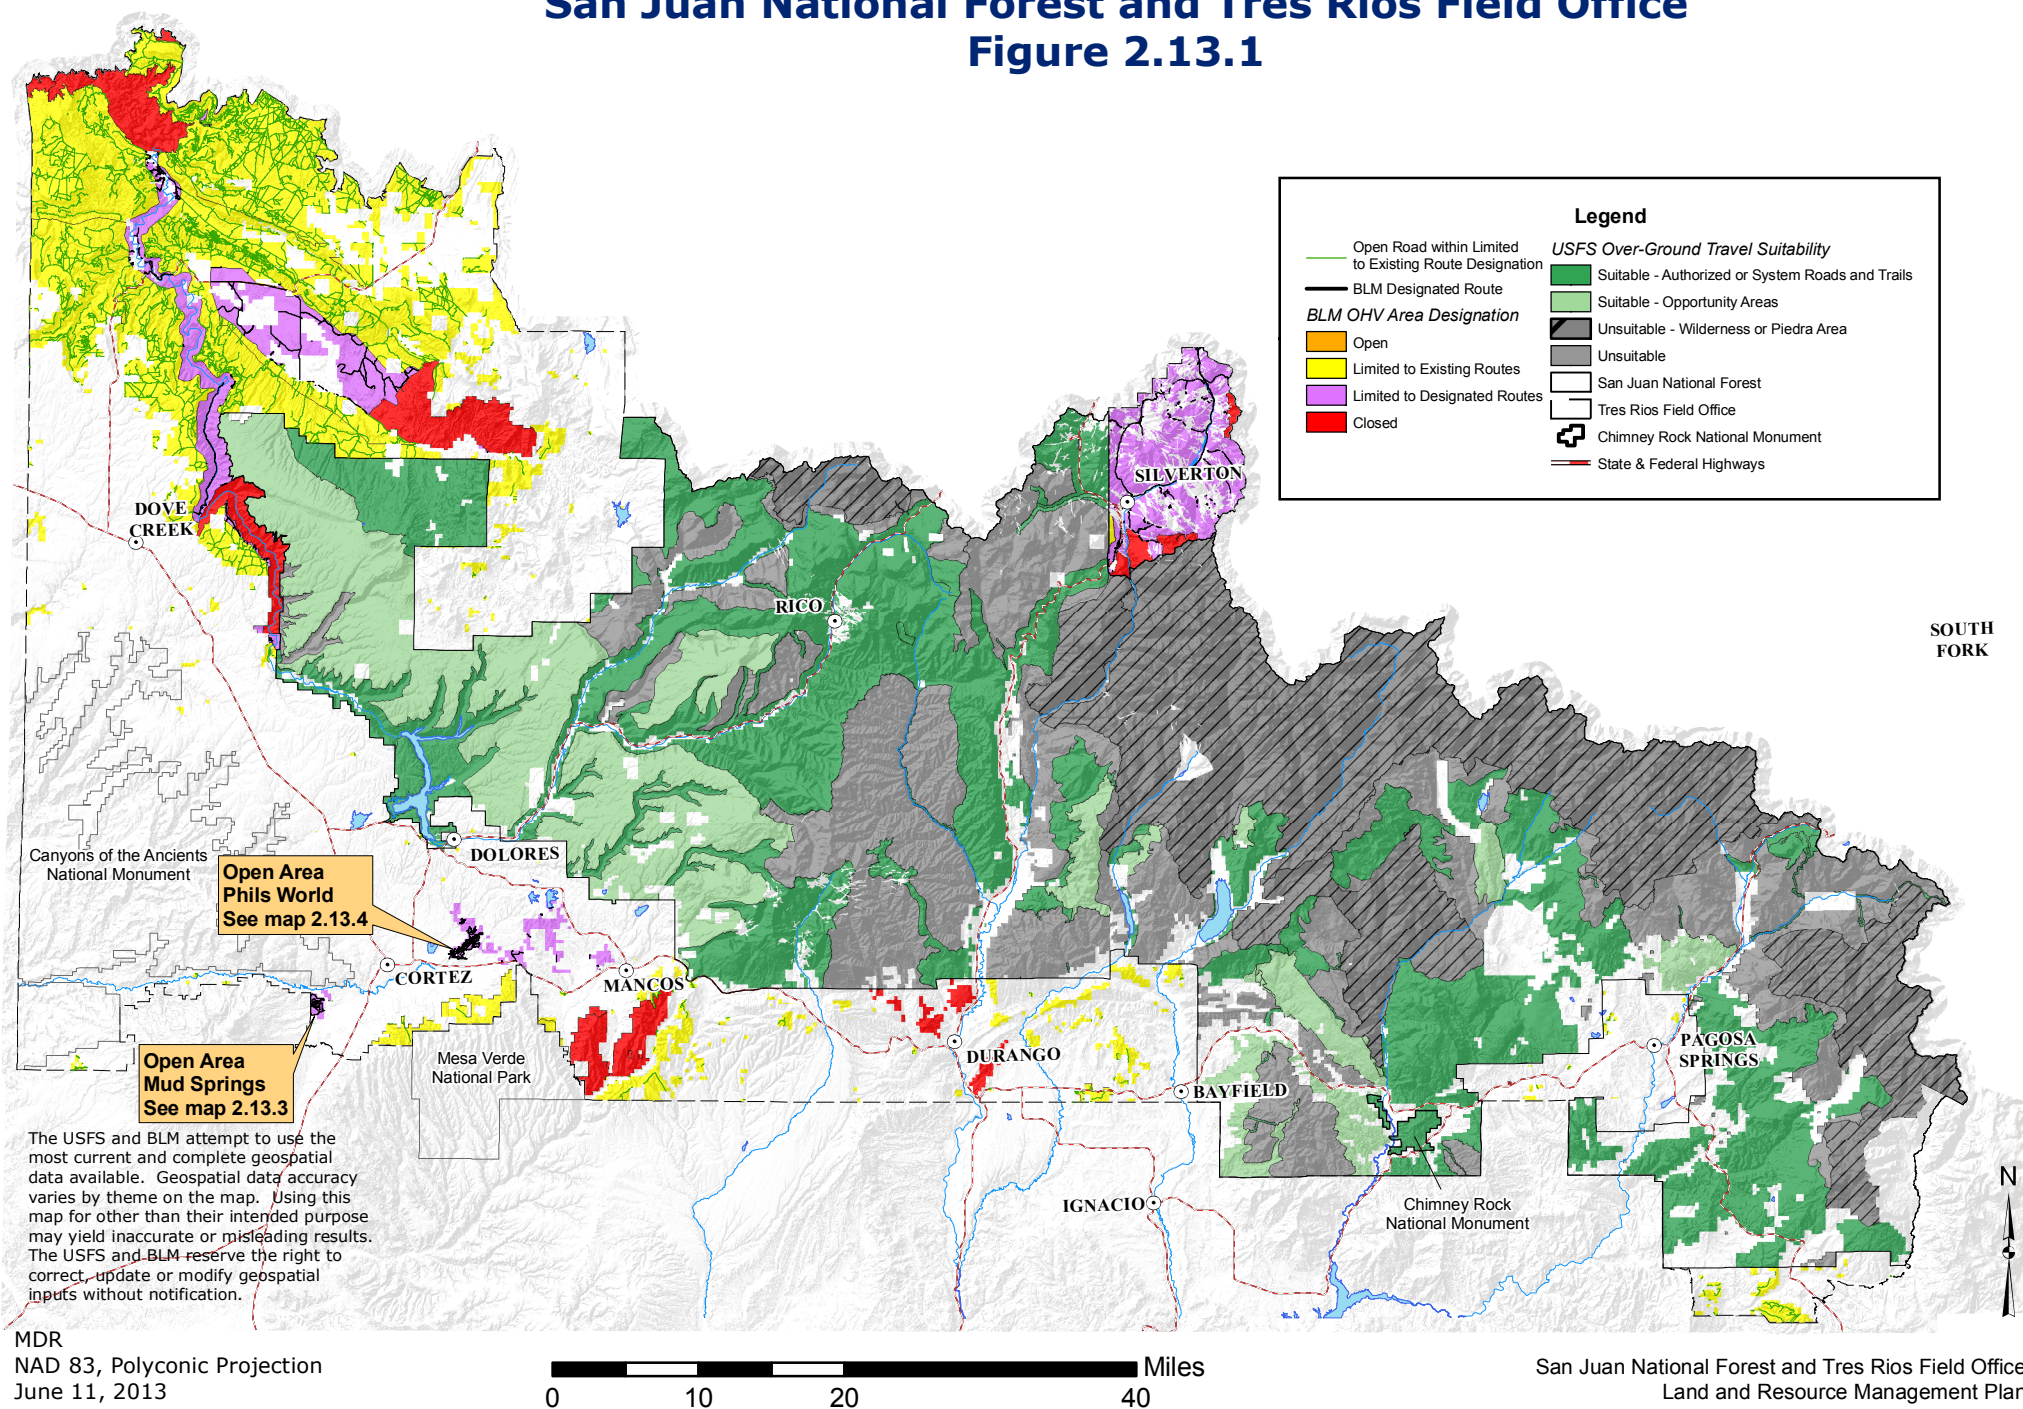 San Juan National Forest and Tres Rios Field Office
Figure 2.13.1
Legend
Open Road within Limited
to Existing Route Designation
BLM Designated Route
BLM OHV Area Designation
Open
Limited to Existing Routes
Limited to Designated Routes
Closed
USFS Over-Ground Travel Suitability
Suitable - Authorized or System Roads and Trails
Suitable - Opportunity Areas
Unsuitable - Wilderness or Piedra Area
Unsuitable
San Juan National Forest
Tres Rios Field Office
Chimney Rock National Monument
State & Federal Highways
SILVERTON
DOVE
CREEK
RICO
SOUTH
FORK
DOLORES
Canyons of the Ancients
National Monument
Open Area
Phils World
See map 2.13.4
CORTEZ
MANCOS
Open Area
Mud Springs
See map 2.13.3
Mesa Verde
National Park
DURANGO
BAYFIELD
PAGOSA
SPRINGS
IGNACIO
Chimney Rock
National Monument
N
The USFS and BLM attempt to use the
most current and complete geospatial
data available. Geospatial data accuracy
varies by theme on the map. Using this
map for other than their intended purpose
may yield inaccurate or misleading results.
The USFS and BLM reserve the right to
correct, update or modify geospatial
inputs without notification.
MDR
NAD 83, Polyconic Projection
June 11, 2013
Miles
0 10 20 40
San Juan National Forest and Tres Rios Field Office
Land and Resource Management Plan